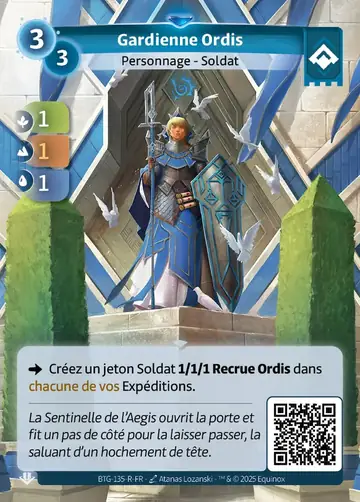 3
3
Gardienne Ordis
Personnage - Soldat
1
1
1
Créez un jeton Soldat 1/1/1 Recrue Ordis dans
chacune de vos Expéditions.
La Sentinelle de l'Aegis ouvrit la porte et
fit un pas de côté pour la laisser passer, la
saluant d'un hochement de tête.
BTG-135-R-FR - Atanas Lozanski - ™ & © 2025 Equinox